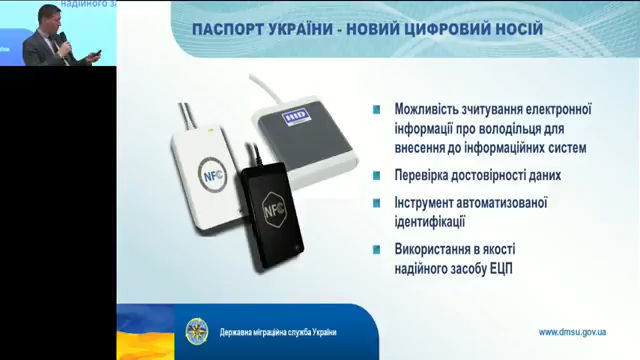 надійного за
ПАСПОРТ УКРАЇНИ - НОВИЙ ЦИФРОВИЙ НОСІЙ
HID
NFC
NFC
Можливість зчитування електронної
інформації про володільця для
внесення до інформаційних систем
Перевірка достовірності даних
Інструмент автоматизованої
ідентифікації
Використання в якості
надійного засобу ЕЦП
Державна міграційна служба України
www.dmsu.gov.ua